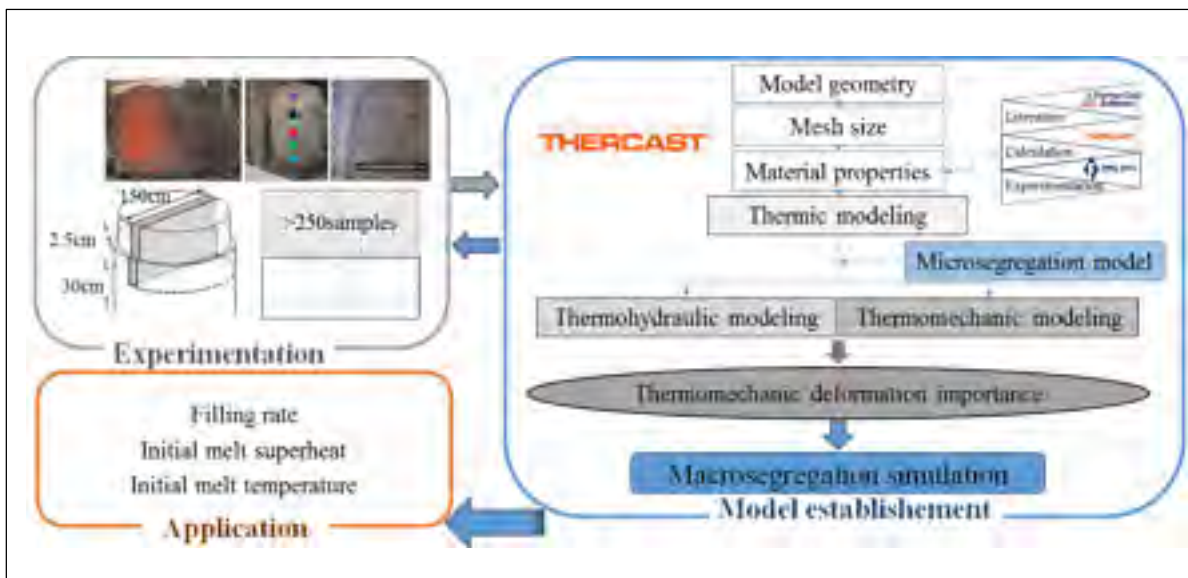 150cm
2.5cm
30cm
>250samples
Experimentation
Filling rate
Initial melt superheat
Initial melt temperature
Application
THERCAST
Model geometry
Mesh size
Material properties
Literature
Calculation
Experimentation
Thermic modeling
Microsegregation model
Thermohydraulic modeling
Thermomechanic modeling
Thermomechanic deformation importance
Macrosegregation simulation
Model establishement